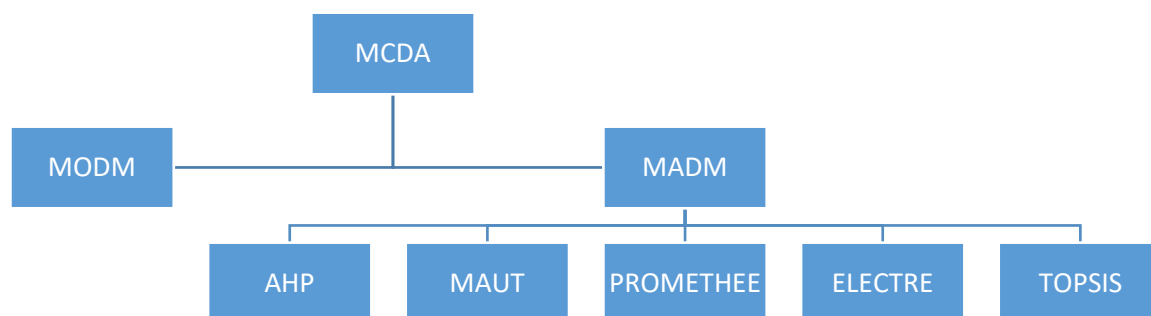 MCDA
MODM
MADM
AHP
MAUT
PROMETHEE
ELECTRE
TOPSIS